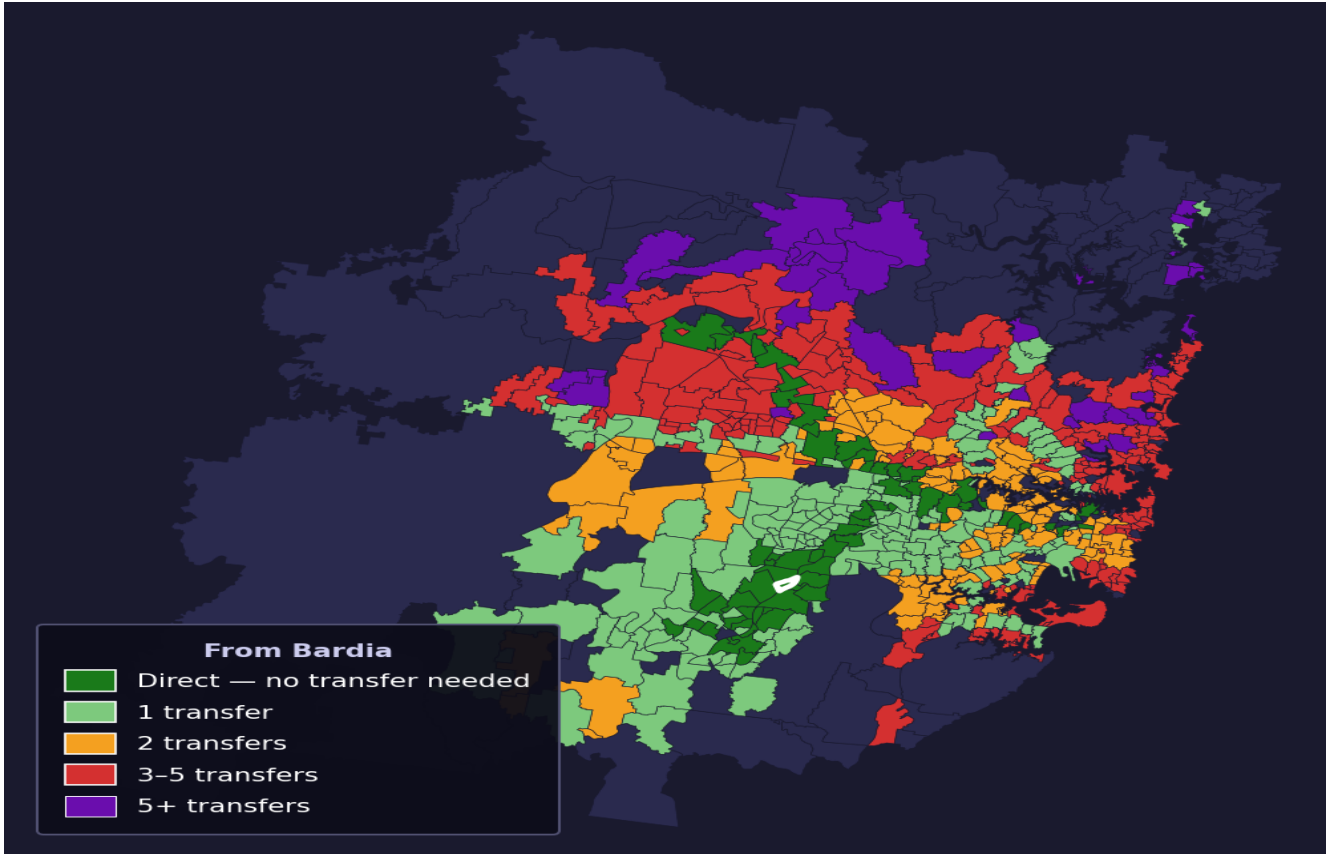 From Bardia
Direct — no transfer needed
1 transfer
2 transfers
3–5 transfers
5+ transfers